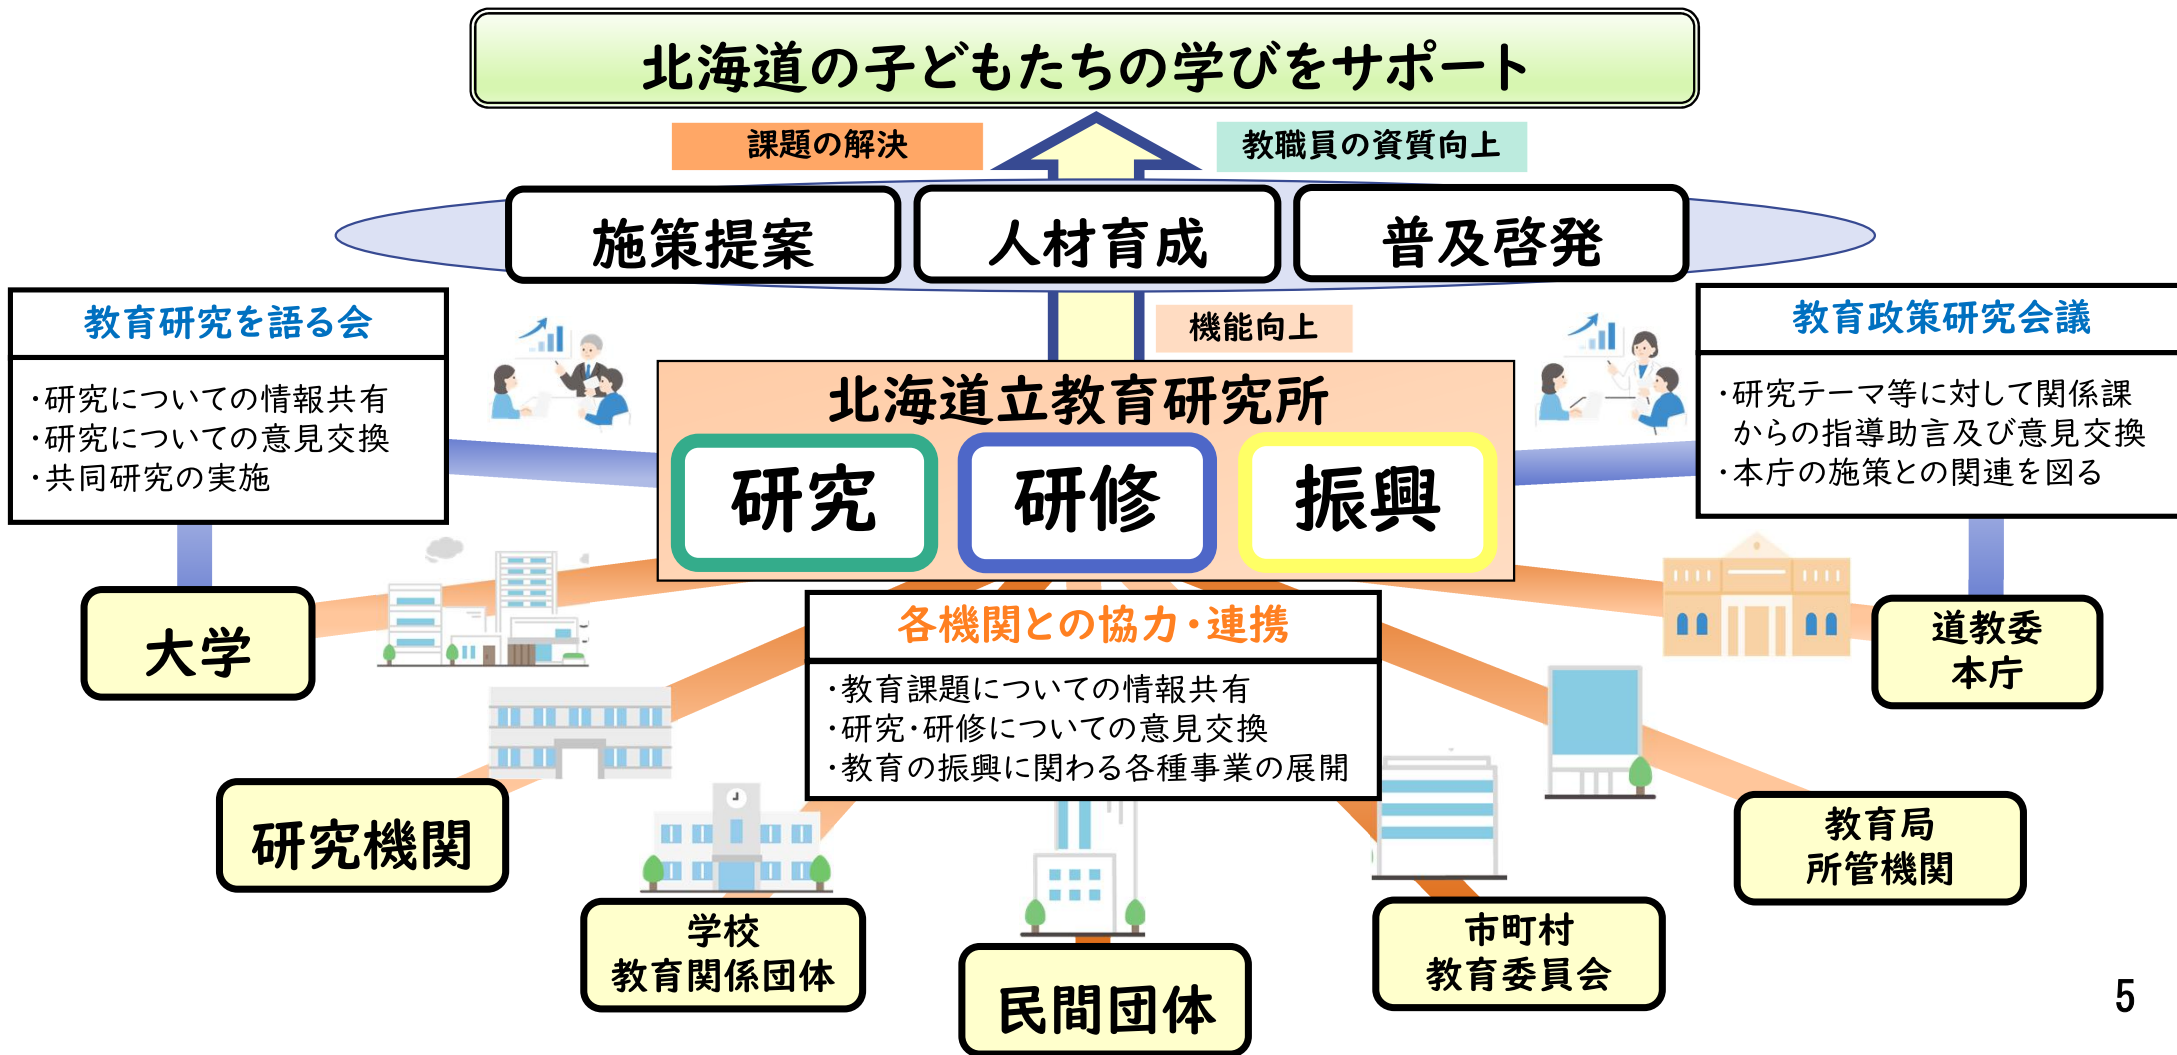 北海道の子どもたちの学びをサポート
課題の解決
教職員の資質向上
施策提案
人材育成
普及啓発
機能向上
教育研究を語る会
・研究についての情報共有
・研究についての意見交換
・共同研究の実施
北海道立教育研究所
研究
研修
振興
教育政策研究会議
・研究テーマ等に対して関係課
からの指導助言及び意見交換
・本庁の施策との関連を図る
各機関との協力・連携
・教育課題についての情報共有
・研究・研修についての意見交換
・教育の振興に関わる各種事業の展開
大学
研究機関
学校
教育関係団体
民間団体
市町村
教育委員会
教育局
所管機関
道教委
本庁
5